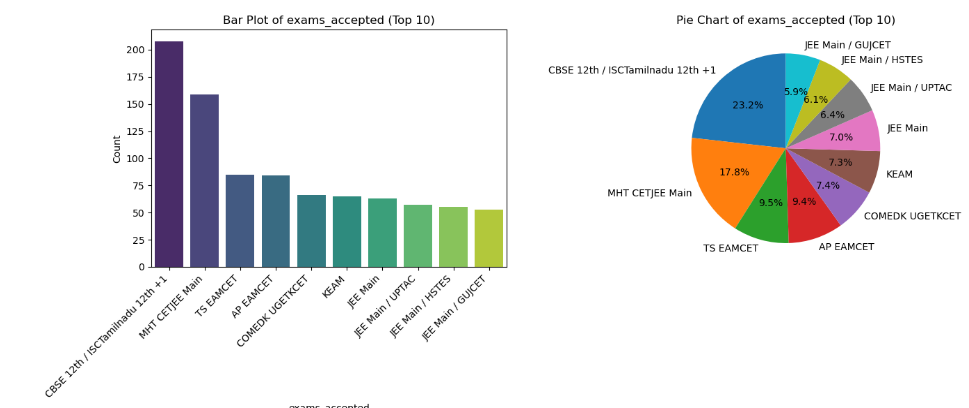 Bar Plot of exams_accepted (Top 10)
Count
200
175
150
125
100
75
50
25
0
CBSE 12th / ISCTamilnadu 12th +1
MHT CETJEE Main
TS EAMCET
AP EAMCET
COMEDK UGETKCET
KEAM
JEE Main
JEE Main / UPTAC
JEE Main / HSTES
JEE Main / GUJCET
exams_accepted
Pie Chart of exams_accepted (Top 10)
CBSE 12th / ISCTamilnadu 12th +1
23.2%
MHT CETJEE Main
17.8%
TS EAMCET
9.5%
AP EAMCET
9.4%
COMEDK UGETKCET
7.4%
KEAM
7.3%
JEE Main
7.0%
JEE Main / UPTAC
6.4%
JEE Main / HSTES
6.1%
JEE Main / GUJCET
5.9%